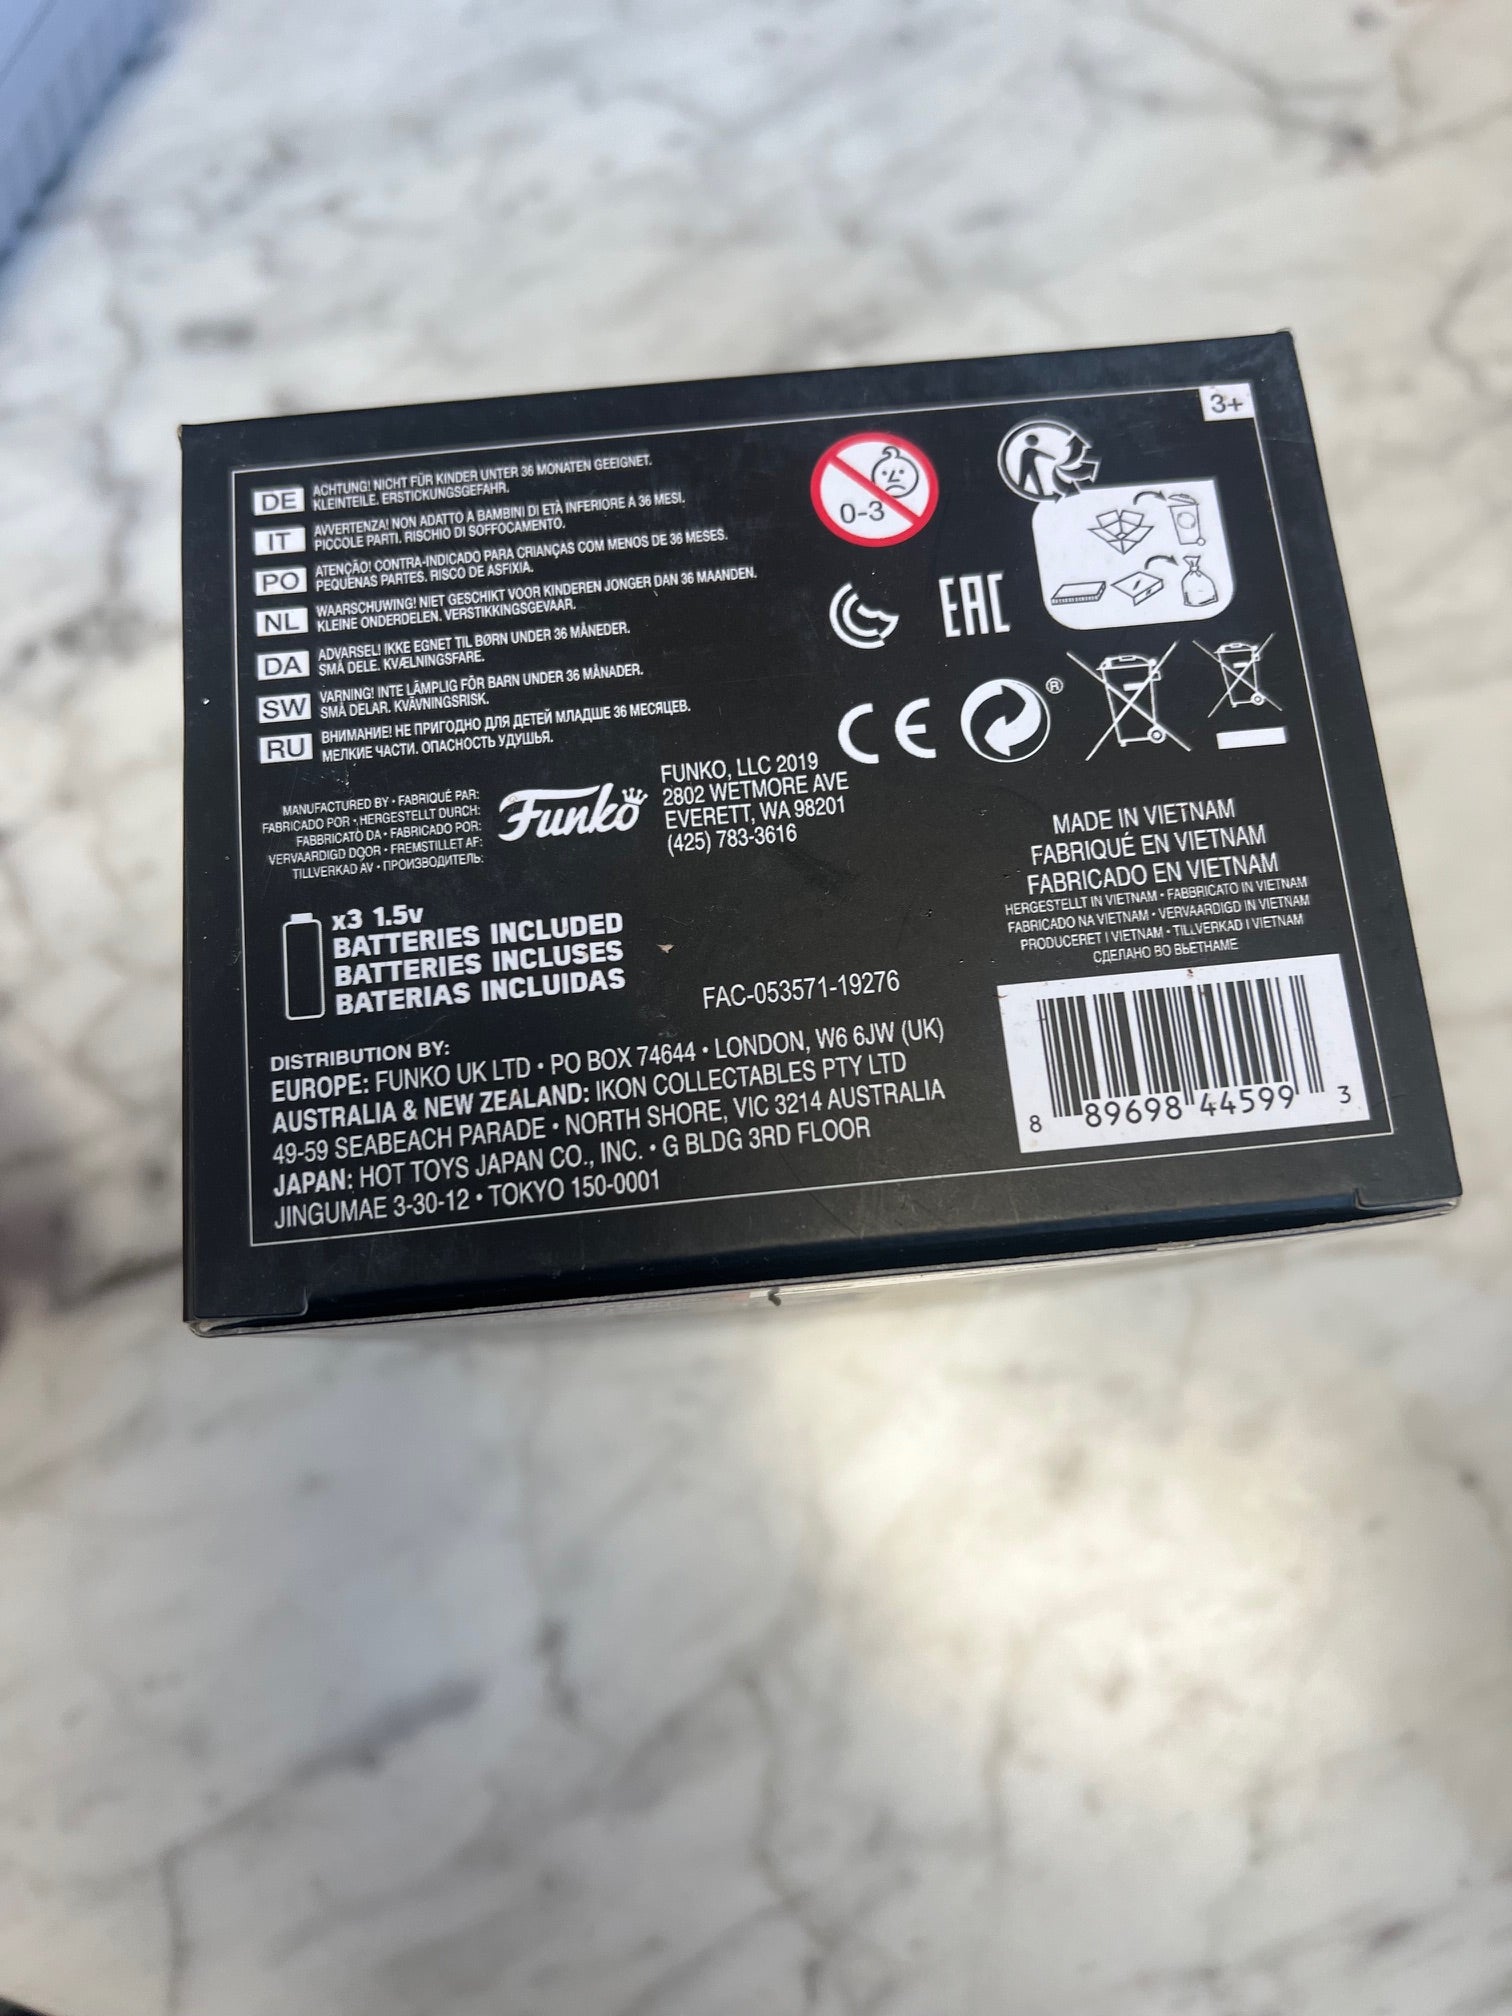 3+
DE
ACHTUNG! NICHT FÜR KINDER UNTER 36 MONATEN GEEIGNET.
KLEINTEILE. ERSTICKUNGSGEFAHR.
IT
AVVERTENZA! NON ADATTO A BAMBINI DI ETÀ INFERIORE A 36 MESI.
PICCOLE PARTI. RISCHIO DI SOFFOCAMENTO.
PO
ATENÇÃO! CONTRA-INDICADO PARA CRIANÇAS COM MENOS DE 36 MESES.
PEQUENAS PARTES. RISCO DE ASFIXIA.
NL
WAARSCHUWING! NIET GESCHIKT VOOR KINDEREN JONGER DAN 36 MAANDEN.
KLEINE ONDERDELEN. VERSTIKKINGSGEVAAR.
DA
ADVARSEL! IKKE EGNET TIL BØRN UNDER 36 MÅNEDER.
SMÅ DELE. KVÆLNINGSFARE.
SW
VARNING! INTE LÄMPLIG FÖR BARN UNDER 36 MÅNADER.
SMÅ DELAR. KVÄVNINGSRISK.
RU
ВНИМАНИЕ! НЕ ПРИГОДНО ДЛЯ ДЕТЕЙ МЛАДШЕ 36 МЕСЯЦЕВ.
МЕЛКИЕ ЧАСТИ. ОПАСНОСТЬ УДУШЬЯ.
0-3
EAC
CE
®
MANUFACTURED BY • FABRIQUÉ PAR:
FABRICADO POR • HERGESTELLT DURCH:
FABBRICATO DA • FABRICADO POR:
VERVAARDIGD DOOR • FREMSTILLET AF:
TILLVERKAD AV • ПРОИЗВОДИТЕЛЬ:
Funko
FUNKO, LLC 2019
2802 WETMORE AVE
EVERETT, WA 98201
(425) 783-3616
MADE IN VIETNAM
FABRIQUÉ EN VIETNAM
FABRICADO EN VIETNAM
HERGESTELLT IN VIETNAM • FABBRICATO IN VIETNAM
FABRICADO NA VIETNAM • VERVAARDIGD IN VIETNAM
PRODUCERET I VIETNAM • TILLVERKAD I VIETNAM
СДЕЛАНО ВО ВЬЕТНАМЕ
x3 1.5v
BATTERIES INCLUDED
BATTERIES INCLUSES
BATERIAS INCLUIDAS
FAC-053571-19276
DISTRIBUTION BY:
EUROPE: FUNKO UK LTD • PO BOX 74644 • LONDON, W6 6JW (UK)
AUSTRALIA & NEW ZEALAND: IKON COLLECTABLES PTY LTD
49-59 SEABEACH PARADE • NORTH SHORE, VIC 3214 AUSTRALIA
JAPAN: HOT TOYS JAPAN CO., INC. • G BLDG 3RD FLOOR
JINGUMAE 3-30-12 • TOKYO 150-0001
8 89698 44599 3